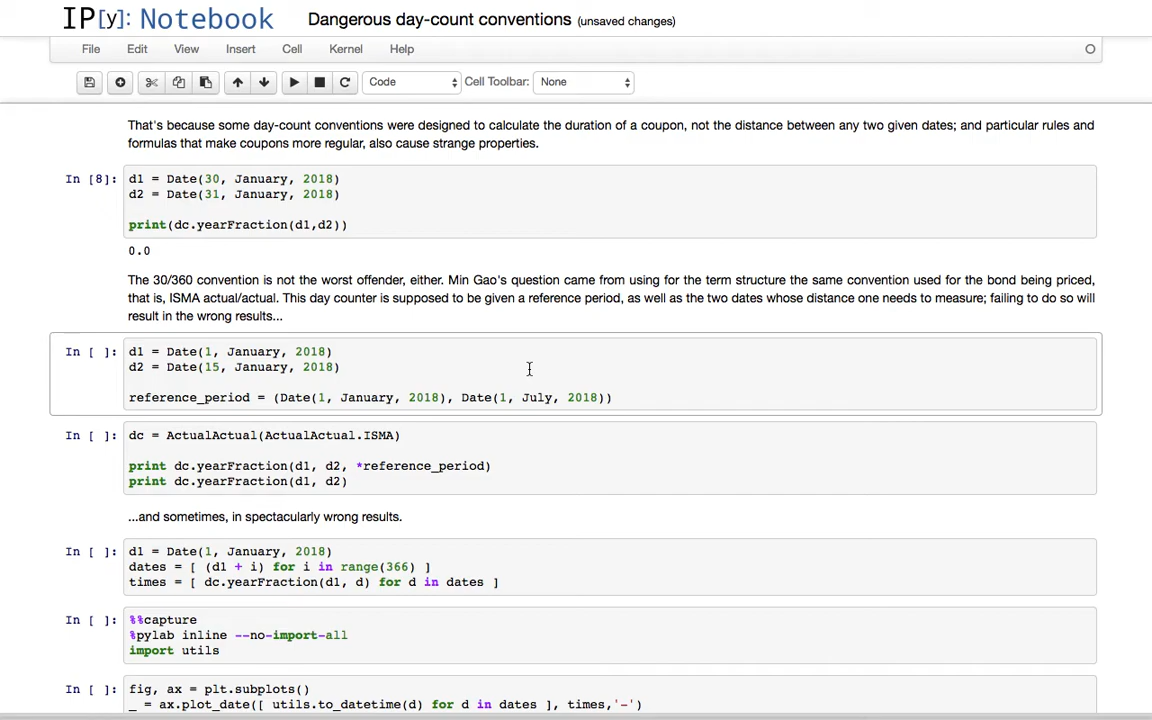 IP[y]: Notebook Dangerous day-count conventions (unsaved changes)
File Edit View Insert Cell Kernel Help
Code Cell Toolbar: None
That's because some day-count conventions were designed to calculate the duration of a coupon, not the distance between any two given dates; and particular rules and
formulas that make coupons more regular, also cause strange properties.
In [8]: d1 = Date(30, January, 2018)
d2 = Date(31, January, 2018)
print(dc.yearFraction(d1,d2))
0.0
The 30/360 convention is not the worst offender, either. Min Gao's question came from using for the term structure the same convention used for the bond being priced,
that is, ISMA actual/actual. This day counter is supposed to be given a reference period, as well as the two dates whose distance one needs to measure; failing to do so will
result in the wrong results...
In [ ]: d1 = Date(1, January, 2018)
d2 = Date(15, January, 2018)
reference_period = (Date(1, January, 2018), Date(1, July, 2018))
In [ ]: dc = ActualActual(ActualActual.ISMA)
print dc.yearFraction(d1, d2, *reference_period)
print dc.yearFraction(d1, d2)
...and sometimes, in spectacularly wrong results.
In [ ]: d1 = Date(1, January, 2018)
dates = [ (d1 + i) for i in range(366) ]
times = [ dc.yearFraction(d1, d) for d in dates ]
In [ ]: %%capture
%pylab inline --no-import-all
import utils
In [ ]: fig, ax = plt.subplots()
_ = ax.plot_date([ utils.to_datetime(d) for d in dates ], times,'-')